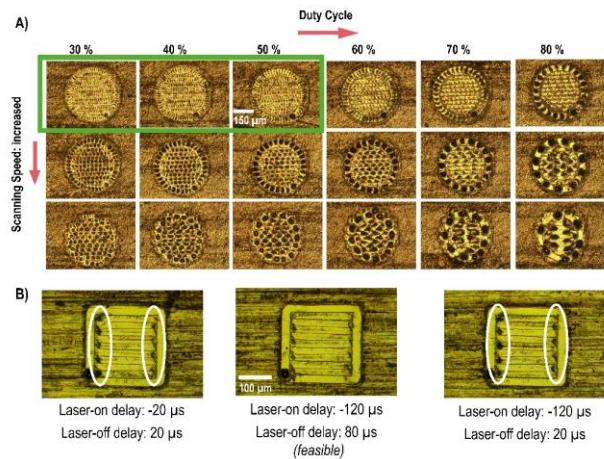 A)
Duty Cycle
30 %
40 %
50 %
60 %
70 %
80 %
Scanning Speed: increased
150 µm
B)
100 µm
Laser-on delay: -20 µs
Laser-off delay: 20 µs
Laser-on delay: -120 µs
Laser-off delay: 80 µs
(feasible)
Laser-on delay: -120 µs
Laser-off delay: 20 µs